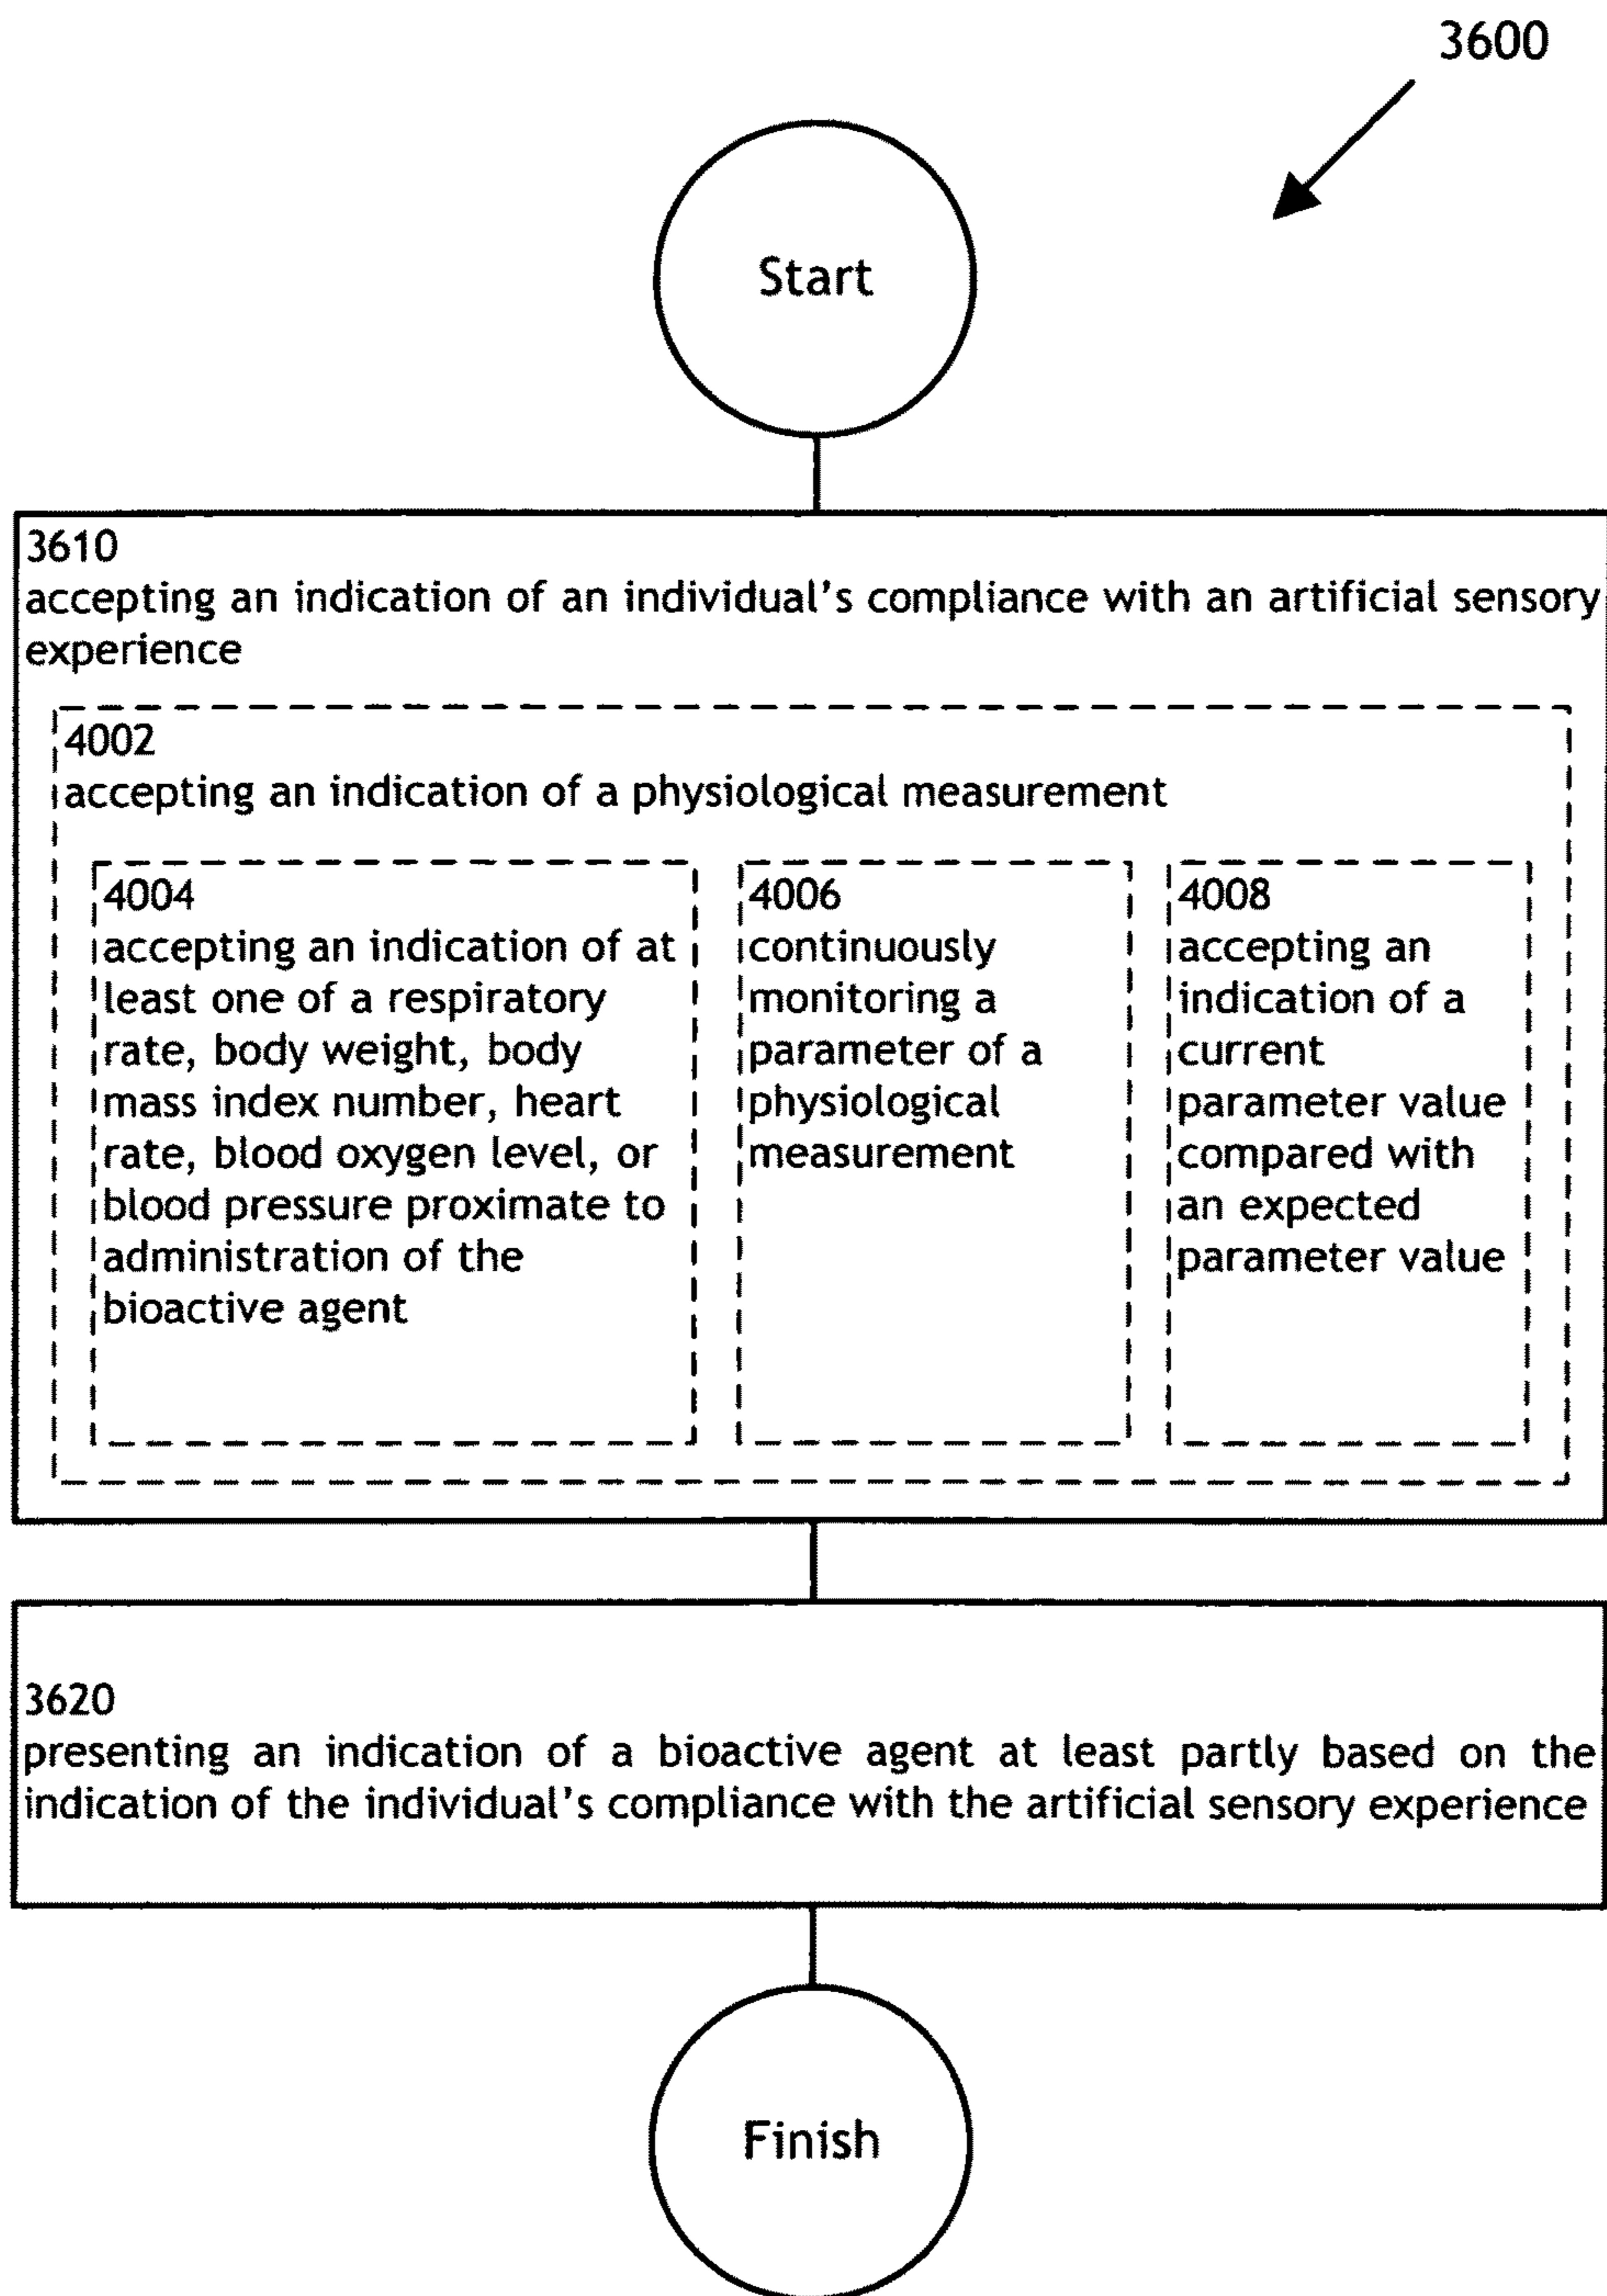 3600
Start
3610
accepting an indication of an individual's compliance with an artificial sensory
experience
4002
accepting an indication of a physiological measurement
4004
accepting an indication of at
least one of a respiratory
rate, body weight, body
mass index number, heart
rate, blood oxygen level, or
blood pressure proximate to
administration of the
bioactive agent
4006
continuously
monitoring a
parameter of a
physiological
measurement
4008
accepting an
indication of a
current
parameter value
compared with
an expected
parameter value
3620
presenting an indication of a bioactive agent at least partly based on the
indication of the individual's compliance with the artificial sensory experience
Finish